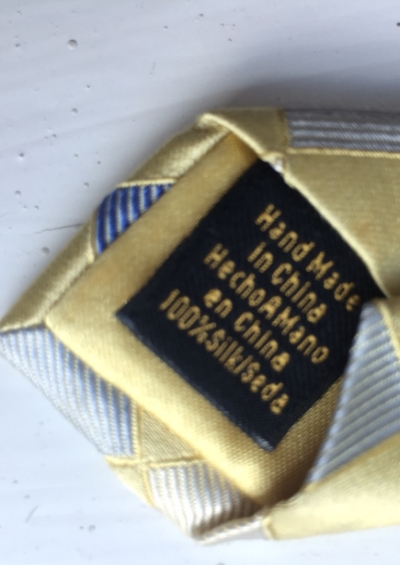 Hand Made
in China
HechoAMano
en China
100%Silk/Seda